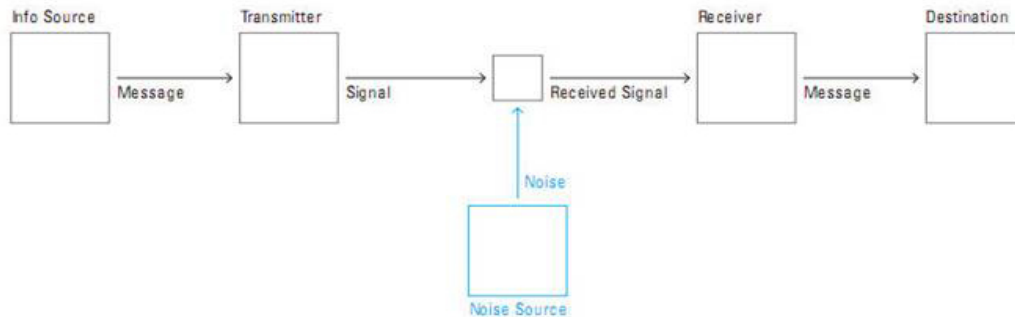 Info Source
Transmitter
Receiver
Destination
Message
Signal
Received Signal
Message
Noise
Noise Source